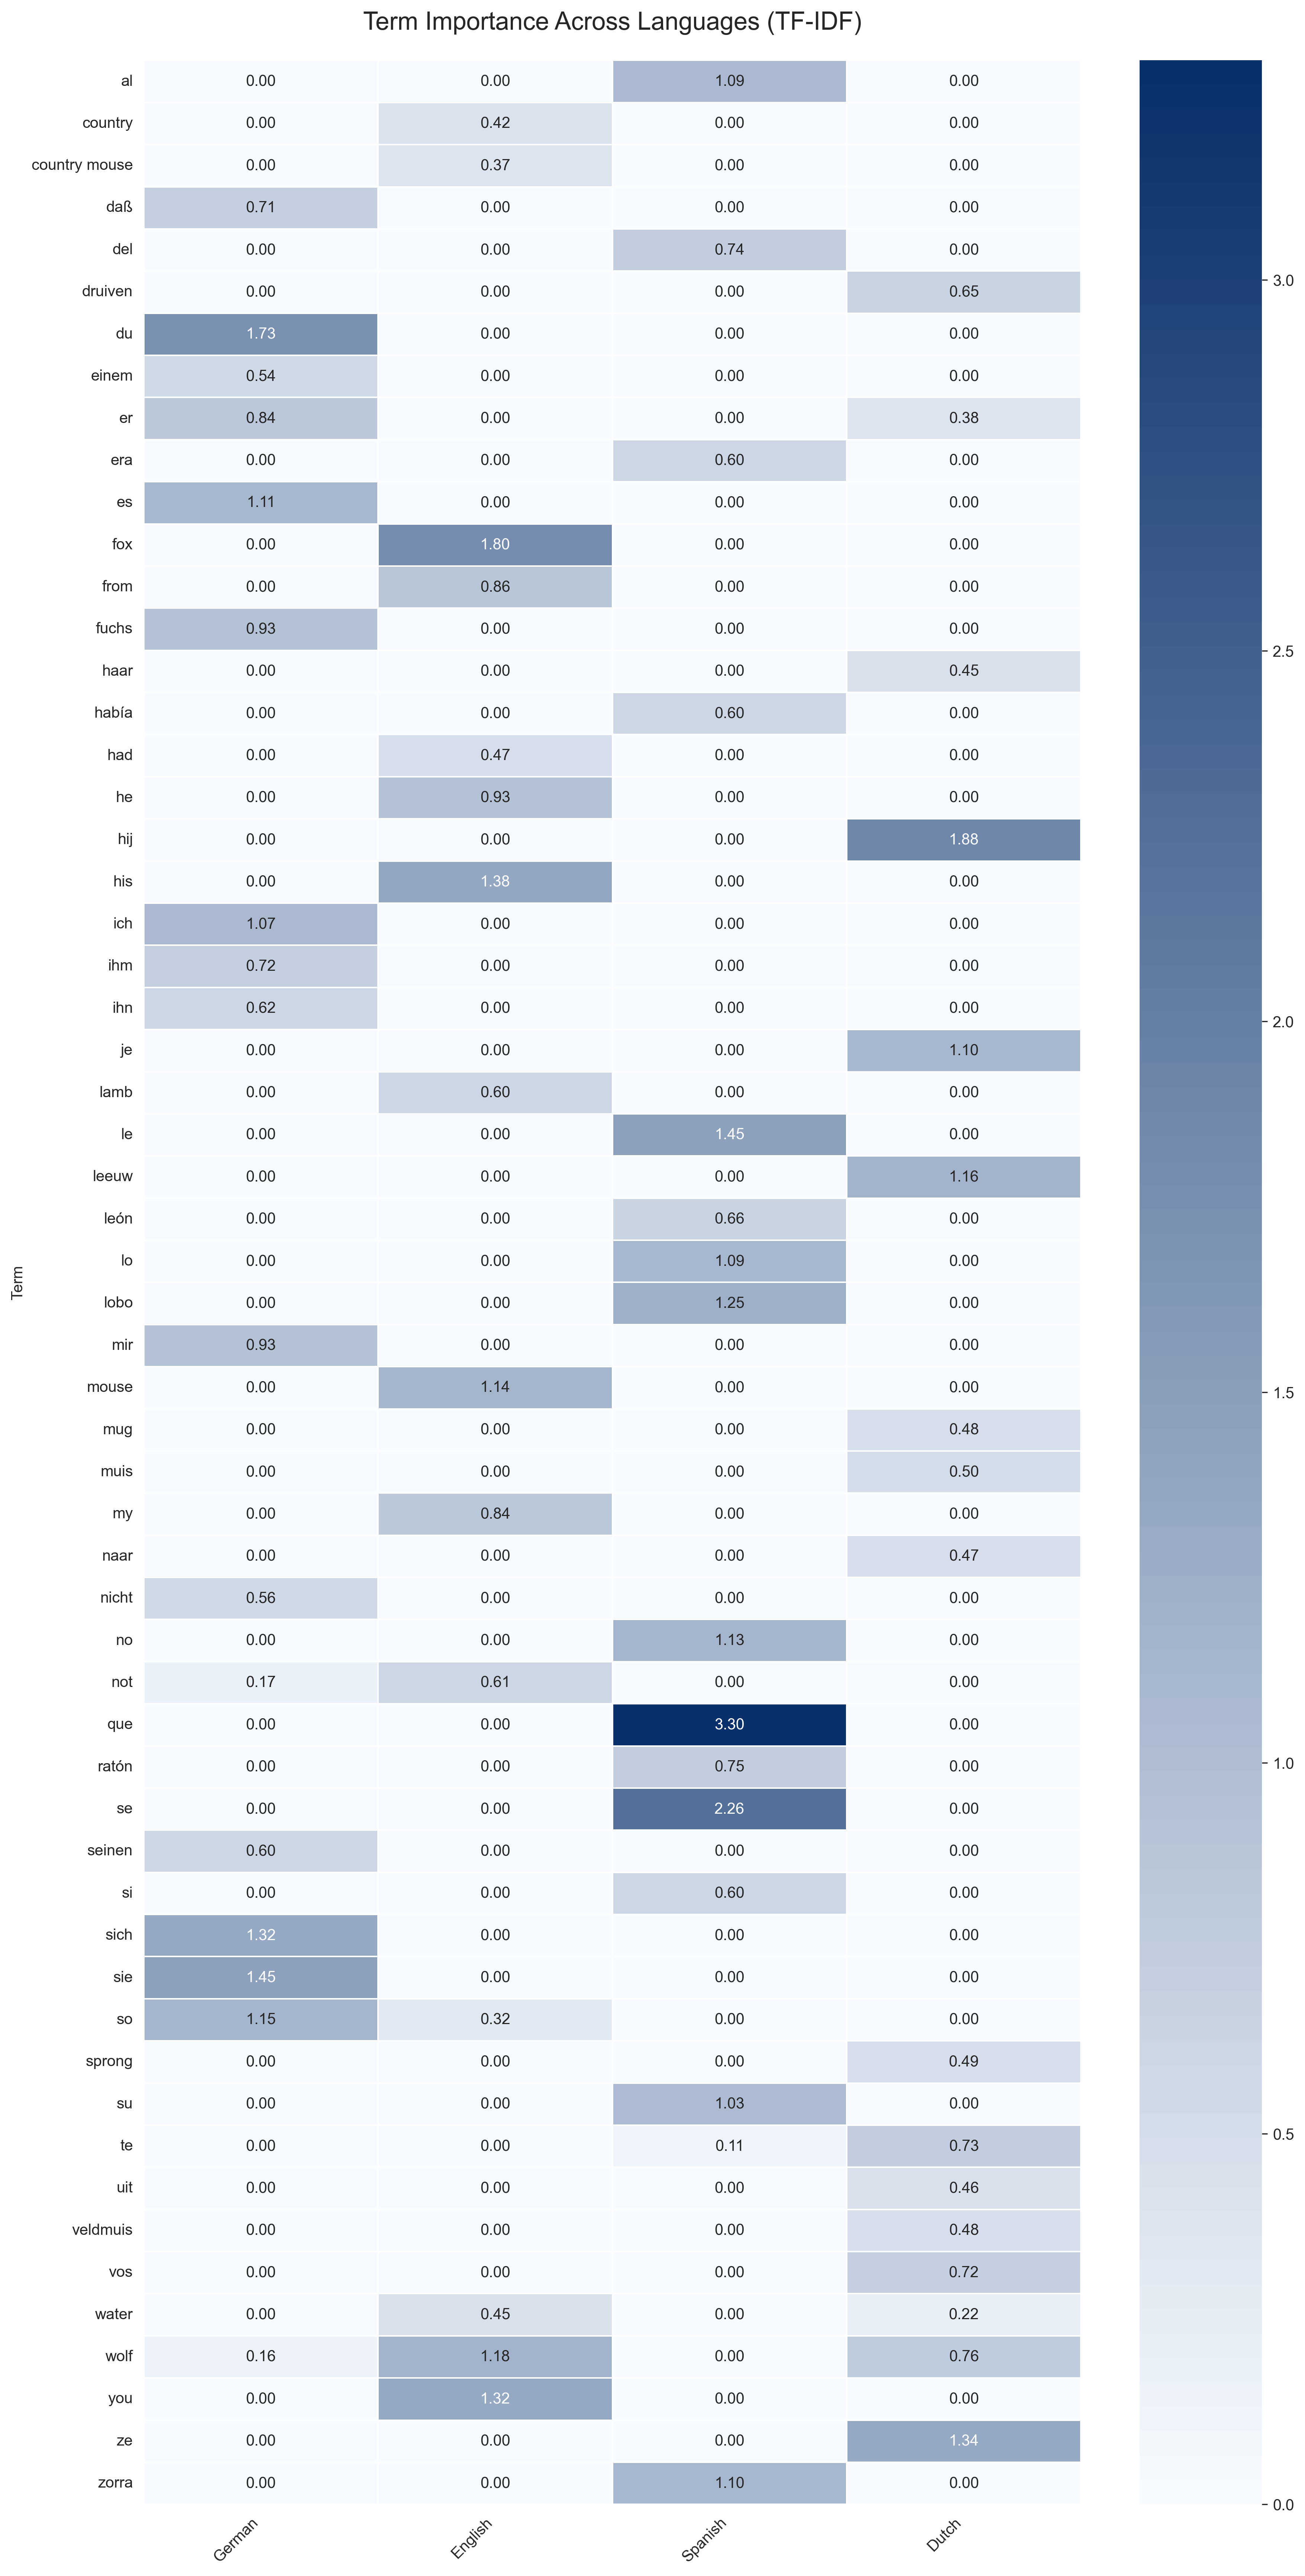 Term Importance Across Languages (TF-IDF)
al 0.00 0.00 1.09 0.00
country 0.00 0.42 0.00 0.00
country mouse 0.00 0.37 0.00 0.00
daß 0.71 0.00 0.00 0.00
del 0.00 0.00 0.74 0.00
druiven 0.00 0.00 0.00 0.65
du 1.73 0.00 0.00 0.00
einem 0.54 0.00 0.00 0.00
er 0.84 0.00 0.00 0.38
era 0.00 0.00 0.60 0.00
es 1.11 0.00 0.00 0.00
fox 0.00 1.80 0.00 0.00
from 0.00 0.86 0.00 0.00
fuchs 0.93 0.00 0.00 0.00
haar 0.00 0.00 0.00 0.45
había 0.00 0.00 0.60 0.00
had 0.00 0.47 0.00 0.00
he 0.00 0.93 0.00 0.00
hij 0.00 0.00 0.00 1.88
his 0.00 1.38 0.00 0.00
ich 1.07 0.00 0.00 0.00
ihm 0.72 0.00 0.00 0.00
ihn 0.62 0.00 0.00 0.00
je 0.00 0.00 0.00 1.10
lamb 0.00 0.60 0.00 0.00
le 0.00 0.00 1.45 0.00
leeuw 0.00 0.00 0.00 1.16
león 0.00 0.00 0.66 0.00
lo 0.00 0.00 1.09 0.00
lobo 0.00 0.00 1.25 0.00
mir 0.93 0.00 0.00 0.00
mouse 0.00 1.14 0.00 0.00
mug 0.00 0.00 0.00 0.48
muis 0.00 0.00 0.00 0.50
my 0.00 0.84 0.00 0.00
naar 0.00 0.00 0.00 0.47
nicht 0.56 0.00 0.00 0.00
no 0.00 0.00 1.13 0.00
not 0.17 0.61 0.00 0.00
que 0.00 0.00 3.30 0.00
ratón 0.00 0.00 0.75 0.00
se 0.00 0.00 2.26 0.00
seinen 0.60 0.00 0.00 0.00
si 0.00 0.00 0.60 0.00
sich 1.32 0.00 0.00 0.00
sie 1.45 0.00 0.00 0.00
so 1.15 0.32 0.00 0.00
sprong 0.00 0.00 0.00 0.49
su 0.00 0.00 1.03 0.00
te 0.00 0.00 0.11 0.73
uit 0.00 0.00 0.00 0.46
veldmuis 0.00 0.00 0.00 0.48
vos 0.00 0.00 0.00 0.72
water 0.00 0.45 0.00 0.22
wolf 0.16 1.18 0.00 0.76
you 0.00 1.32 0.00 0.00
ze 0.00 0.00 0.00 1.34
zorra 0.00 0.00 1.10 0.00
Term
German English Spanish Dutch
3.0
2.5
2.0
1.5
1.0
0.5
0.0